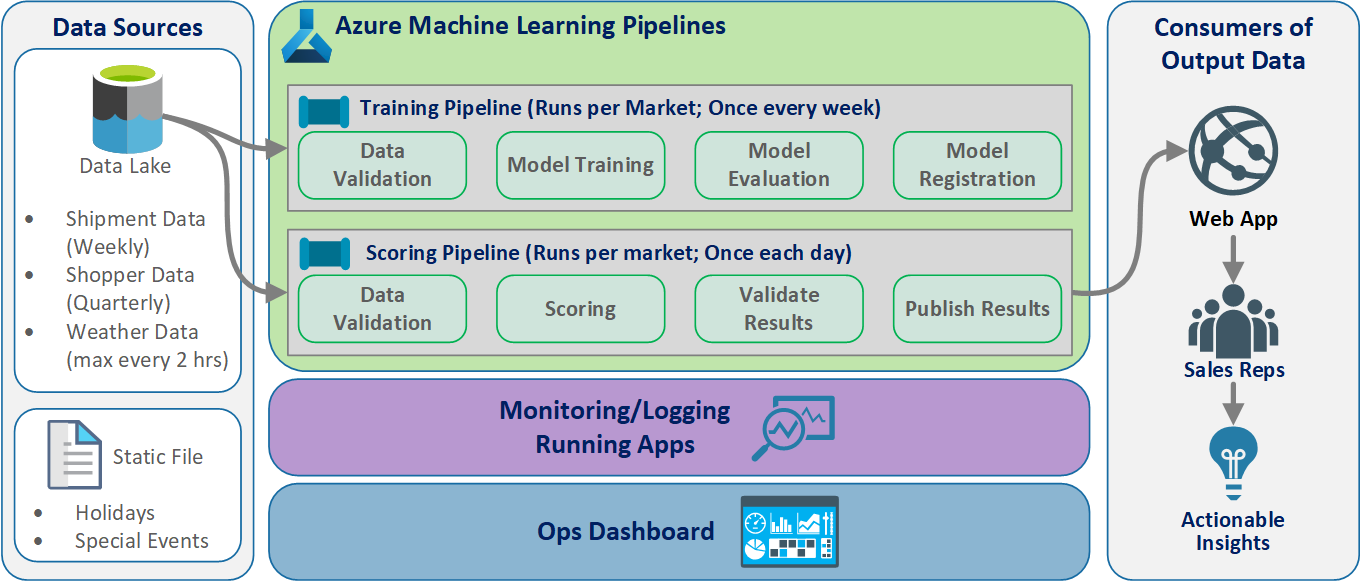 Data Sources
Data Lake
• Shipment Data
(Weekly)
• Shopper Data
(Quarterly)
• Weather Data
(max every 2 hrs)
Static File
• Holidays
• Special Events
Azure Machine Learning Pipelines
Training Pipeline (Runs per Market; Once every week)
Data
Validation
Model Training
Model
Evaluation
Model
Registration
Scoring Pipeline (Runs per market; Once each day)
Data
Validation
Scoring
Validate
Results
Publish Results
Monitoring/Logging
Running Apps
Ops Dashboard
Consumers of
Output Data
Web App
Sales Reps
Actionable
Insights